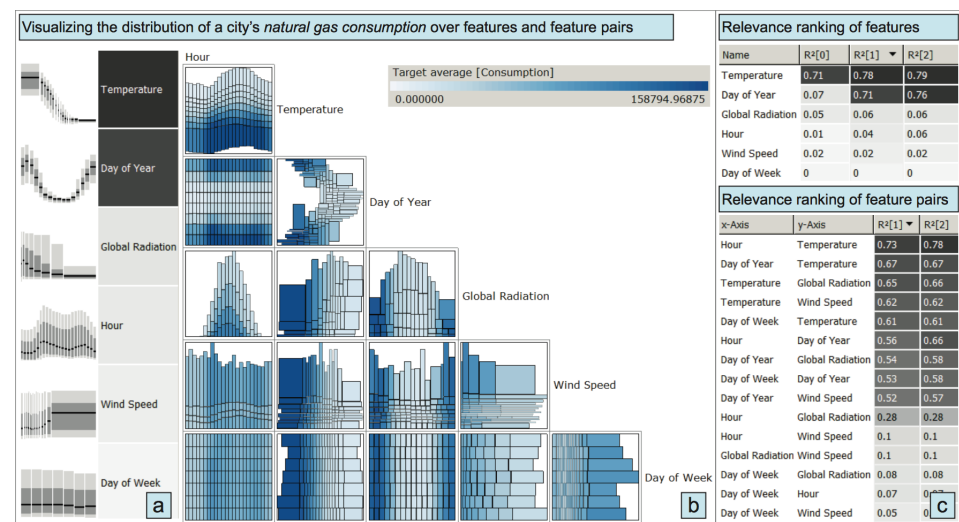 Visualizing the distribution of a city's natural gas consumption over features and feature pairs
Temperature
Day of Year
Global Radiation
Hour
Wind Speed
Day of Week
a
Hour
Target average [Consumption]
0.000000 158794.96875
Temperature
Day of Year
Global Radiation
Wind Speed
Day of Week
b
Relevance ranking of features
Name R²[0] R²[1] ▼ R²[2]
Temperature 0.71 0.78 0.79
Day of Year 0.07 0.71 0.76
Global Radiation 0.05 0.06 0.06
Hour 0.01 0.04 0.06
Wind Speed 0.02 0.02 0.02
Day of Week 0 0 0
Relevance ranking of feature pairs
x-Axis y-Axis R²[1] ▼ R²[2]
Hour Temperature 0.73 0.78
Day of Year Temperature 0.67 0.67
Temperature Global Radiation 0.65 0.66
Temperature Wind Speed 0.62 0.62
Day of Week Temperature 0.61 0.61
Hour Day of Year 0.56 0.66
Day of Year Global Radiation 0.54 0.58
Day of Week Day of Year 0.53 0.58
Day of Year Wind Speed 0.52 0.57
Hour Global Radiation 0.28 0.28
Hour Wind Speed 0.1 0.1
Global Radiation Wind Speed 0.1 0.1
Day of Week Global Radiation 0.08 0.08
Day of Week Hour 0.07
Day of Week Wind Speed 0.05
c